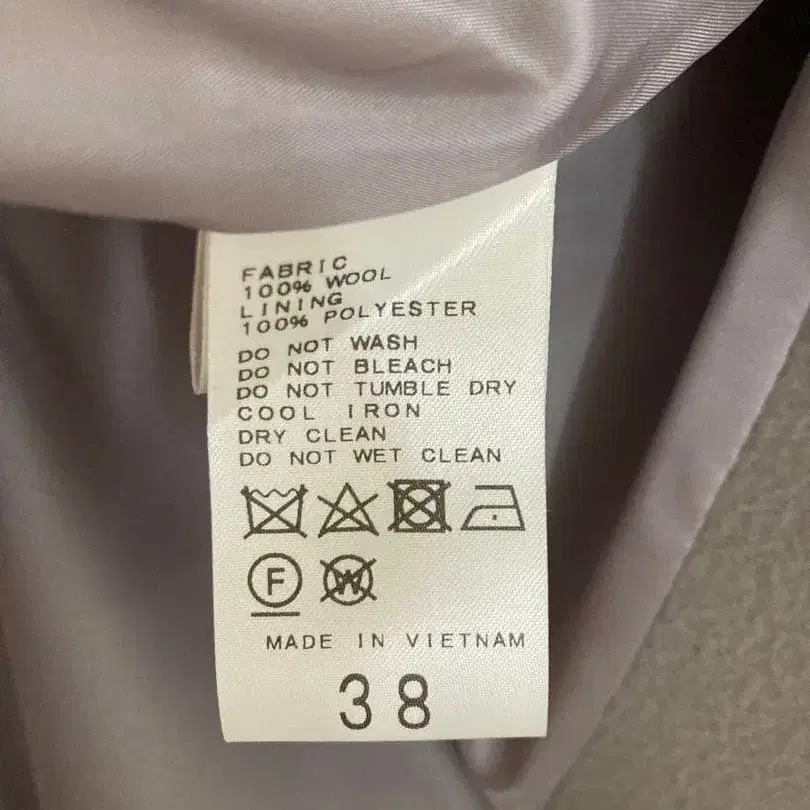 FABRIC
100% WOOL
LINING
100% POLYESTER
DO NOT WASH
DO NOT BLEACH
DO NOT TUMBLE DRY
COOL IRON
DRY CLEAN
DO NOT WET CLEAN
F W
MADE IN VIETNAM
38